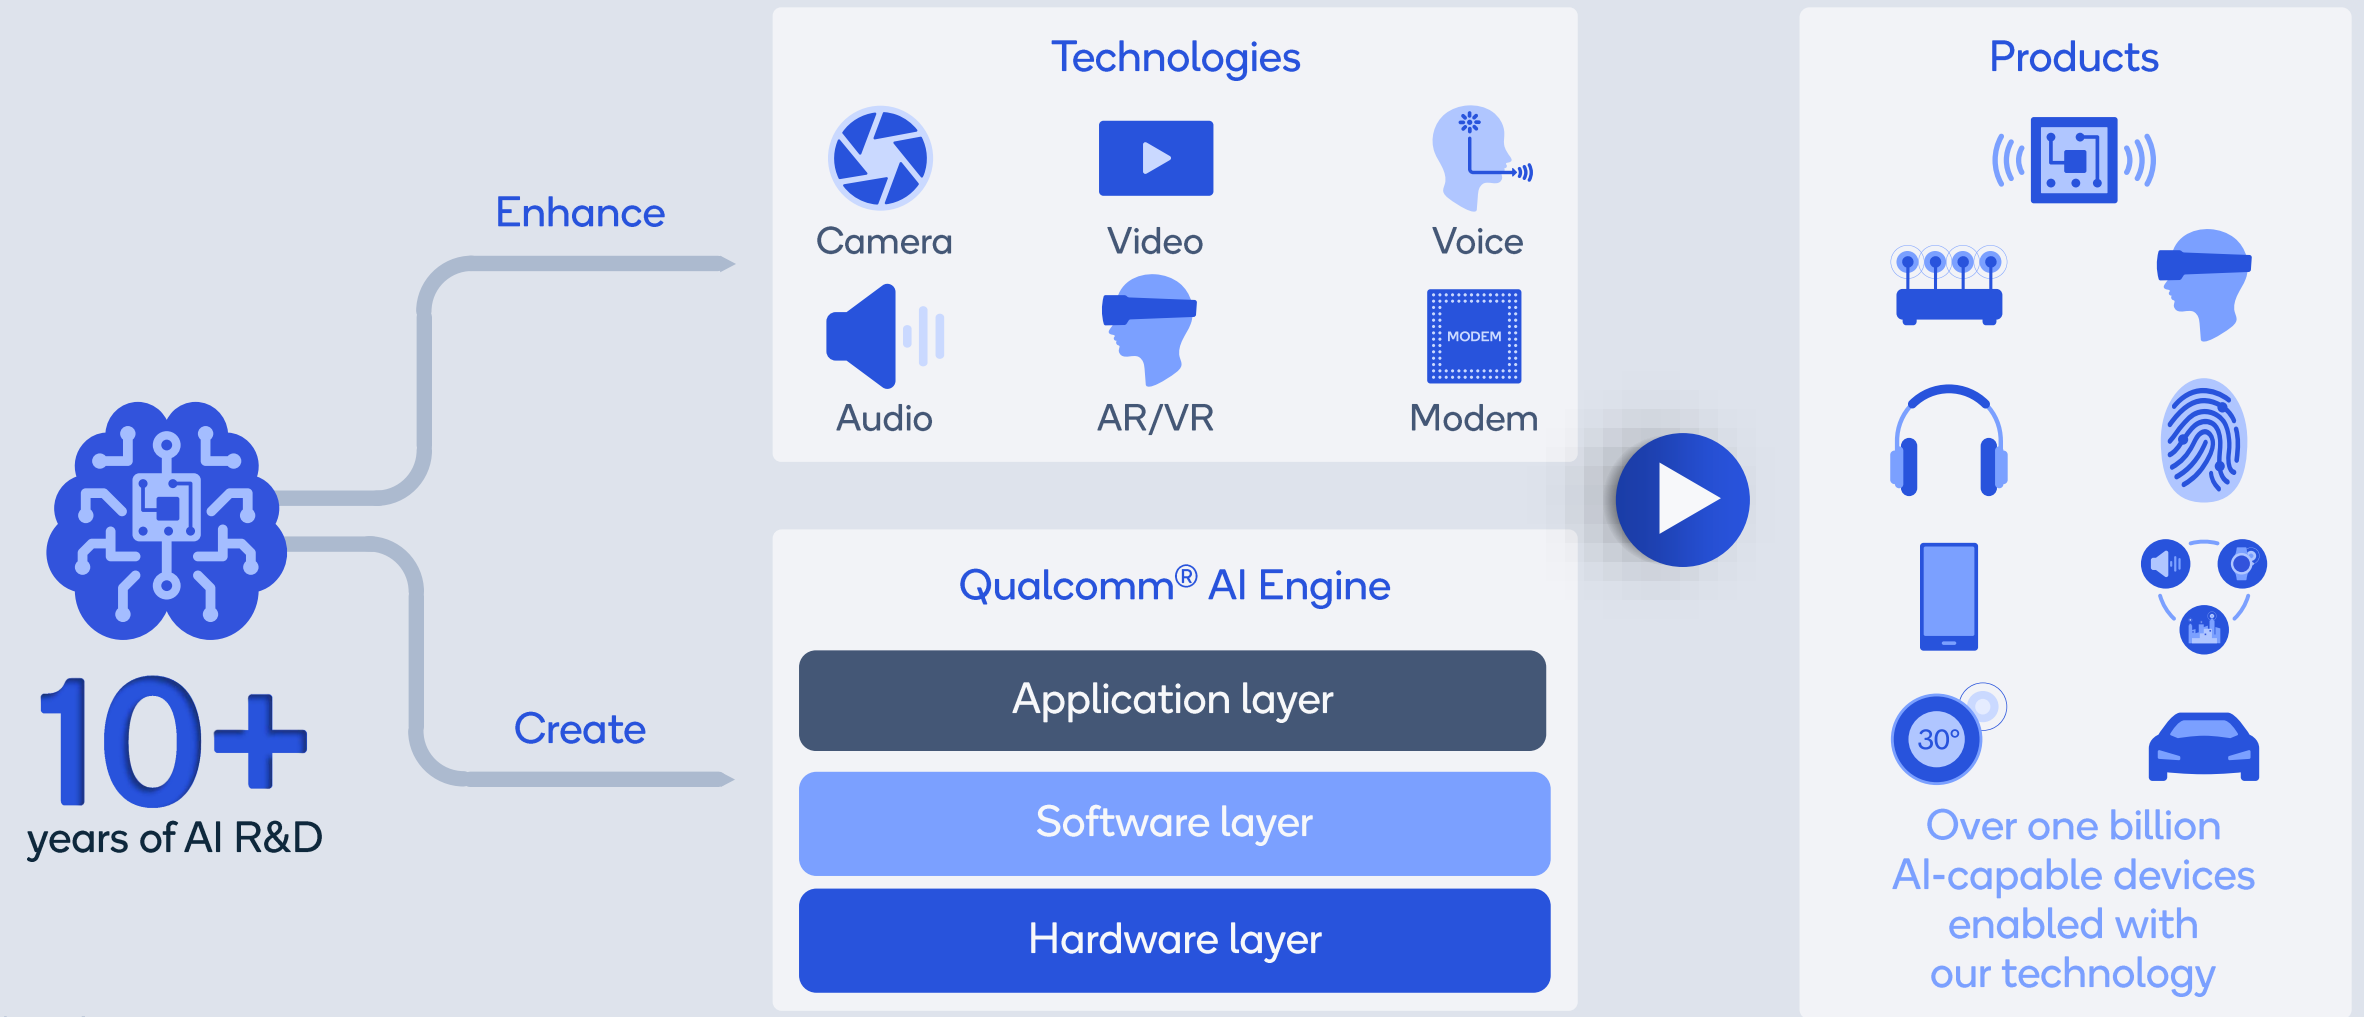 10+
years of AI R&D
Enhance
Create
Technologies
Camera
Video
Voice
Audio
AR/VR
MODEM
Modem
Qualcomm® AI Engine
Application layer
Software layer
Hardware layer
Products
30°
Over one billion
AI-capable devices
enabled with
our technology